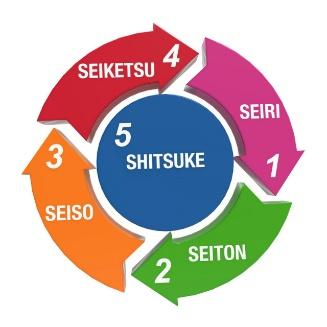 SEIRI
1
SEITON
2
SEISO
3
SEIKETSU
4
5
SHITSUKE